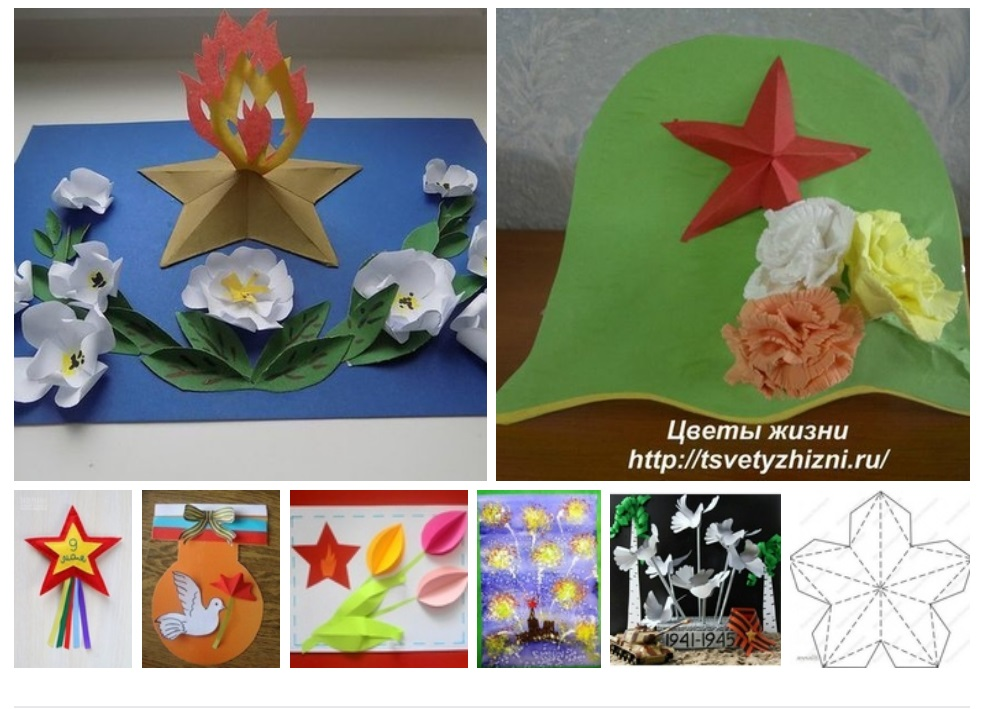 Цветы жизни
http://tsvetyzhizni.ru/
9
мая
1941-1945